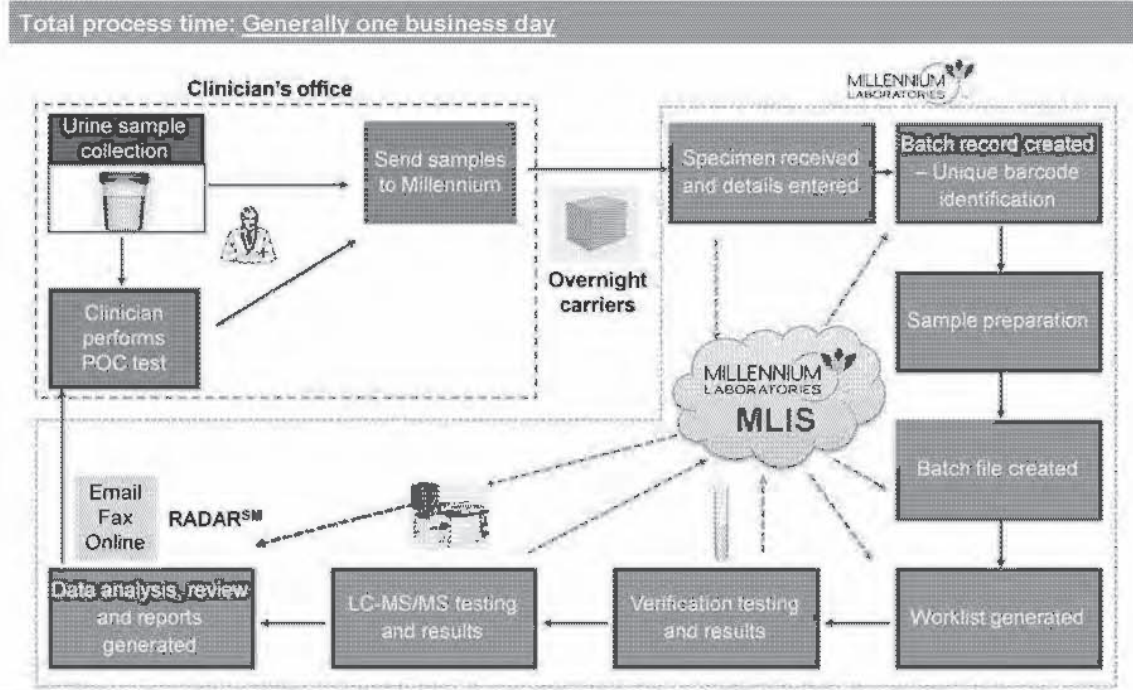 Total process time: Generally one business day
Clinician's office
MILLENNIUM
LABORATORIES
Urine sample
collection
Send samples
to Millennium
Specimen received
and details entered
Batch record created
– Unique barcode
identification
Overnight
carriers
Clinician
performs
POC test
Sample preparation
MILLENNIUM
LABORATORIES
MLIS
Batch file created
Email
Fax
Online
RADAR℠
Data analysis, review
and reports
generated
LC-MS/MS testing
and results
Verification testing
and results
Worklist generated